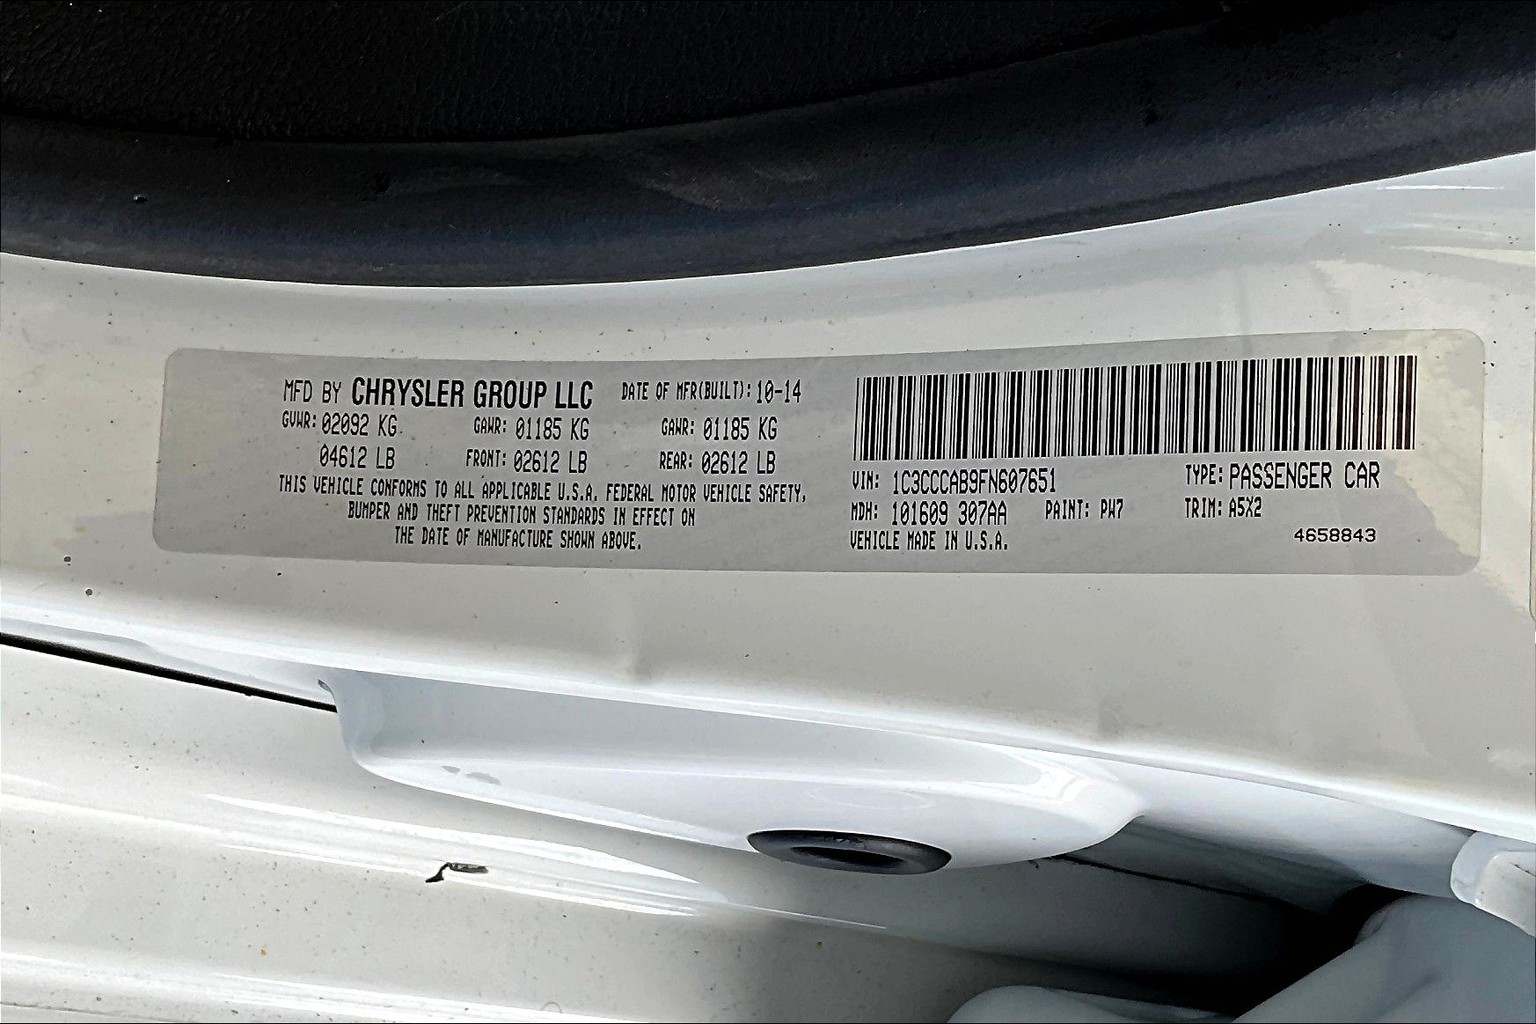 MFD BY CHRYSLER GROUP LLC DATE OF MFR(BUILT): 10-14
GVWR: 02092 KG GAWR: 01185 KG GAWR: 01185 KG
04612 LB FRONT: 02612 LB REAR: 02612 LB
THIS VEHICLE CONFORMS TO ALL APPLICABLE U.S.A. FEDERAL MOTOR VEHICLE SAFETY,
BUMPER AND THEFT PREVENTION STANDARDS IN EFFECT ON
THE DATE OF MANUFACTURE SHOWN ABOVE.
VIN: 1C3CCCAB9FN607651 TYPE: PASSENGER CAR
MDH: 101609 307AA PAINT: PW7 TRIM: A5X2
VEHICLE MADE IN U.S.A. 4658843